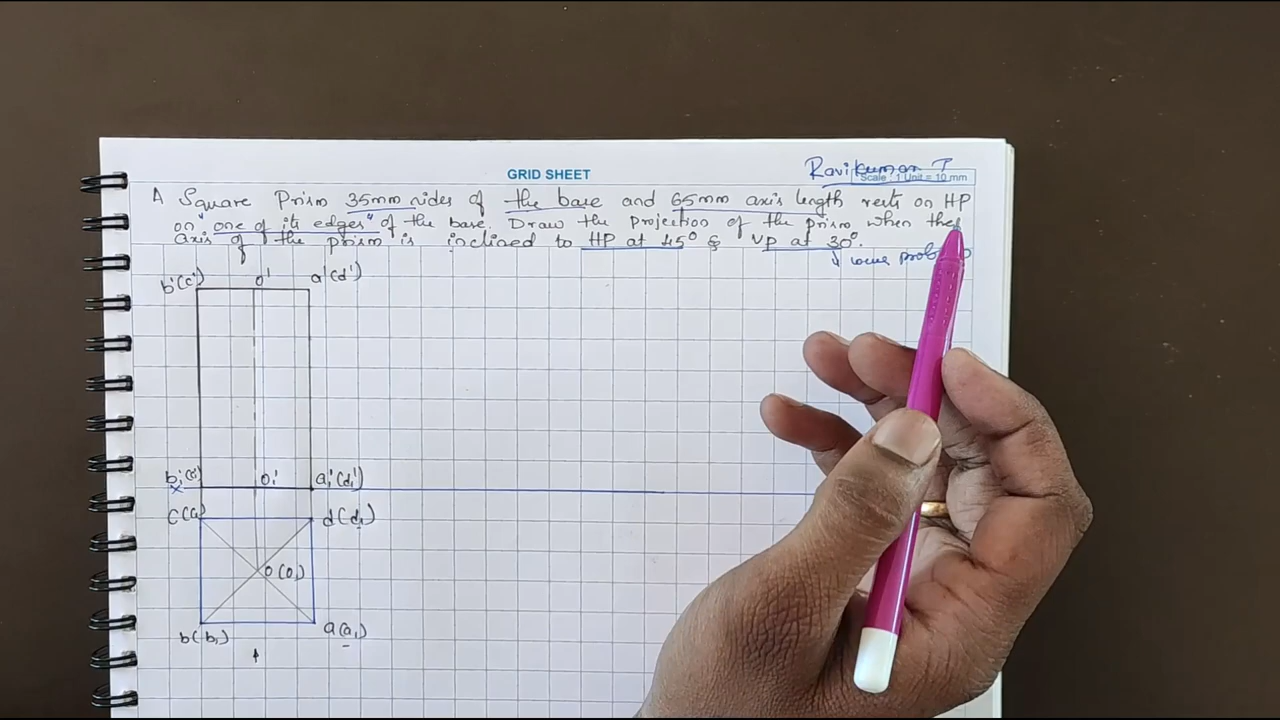 GRID SHEET
Ravikumar T
Scale : 1 Unit = 10 mm
A Square Prism 35mm sides of the base and 65mm axis length rests on HP
on "one of its edges" of the base. Draw the projection of the prism when the
axis of the prism is inclined to HP at 45° & VP at 30°.
b'(c') o' a'(d')
b₁'(c₁') o₁' a₁'(d₁')
X
c(c₁) d(d₁)
o(o₁)
b(b₁) a(a₁)